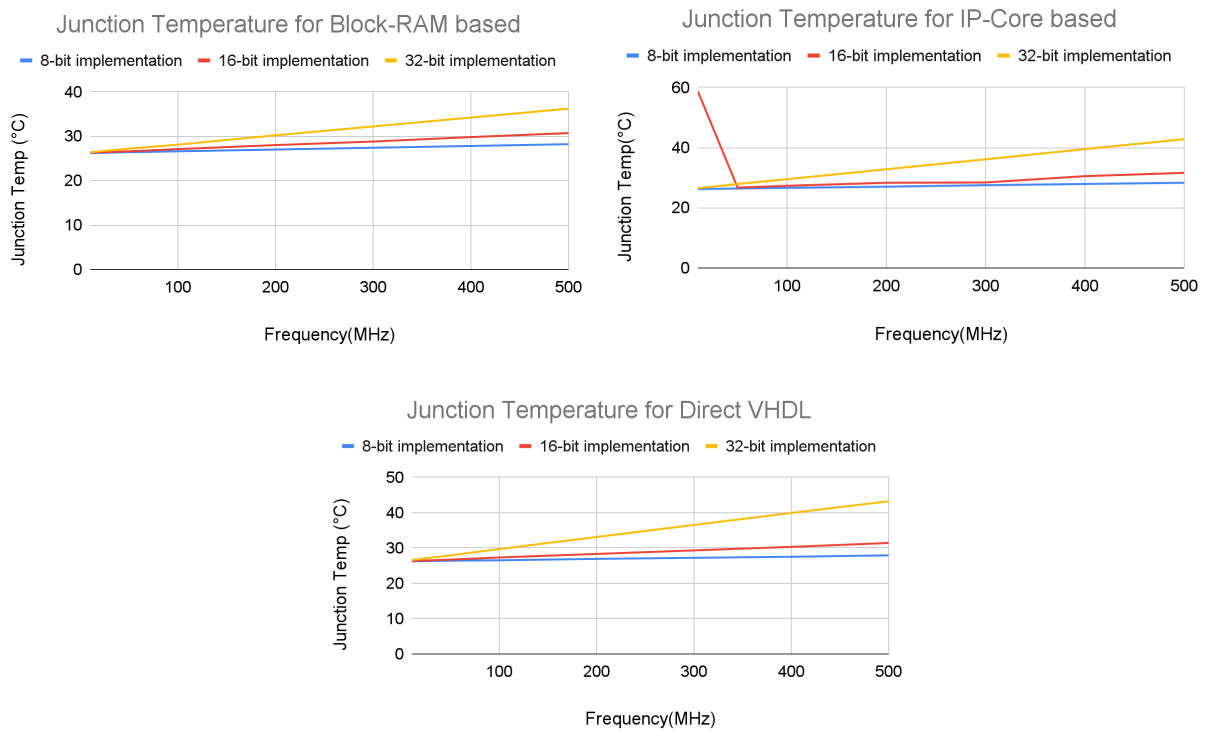 Junction Temperature for Block-RAM based
8-bit implementation 16-bit implementation 32-bit implementation
40
30
20
10
0
Junction Temp (°C)
100 200 300 400 500
Frequency(MHz)
Junction Temperature for IP-Core based
8-bit implementation 16-bit implementation 32-bit implementation
60
40
20
0
Junction Temp(°C)
100 200 300 400 500
Frequency(MHz)
Junction Temperature for Direct VHDL
8-bit implementation 16-bit implementation 32-bit implementation
50
40
30
20
10
0
Junction Temp (°C)
100 200 300 400 500
Frequency(MHz)